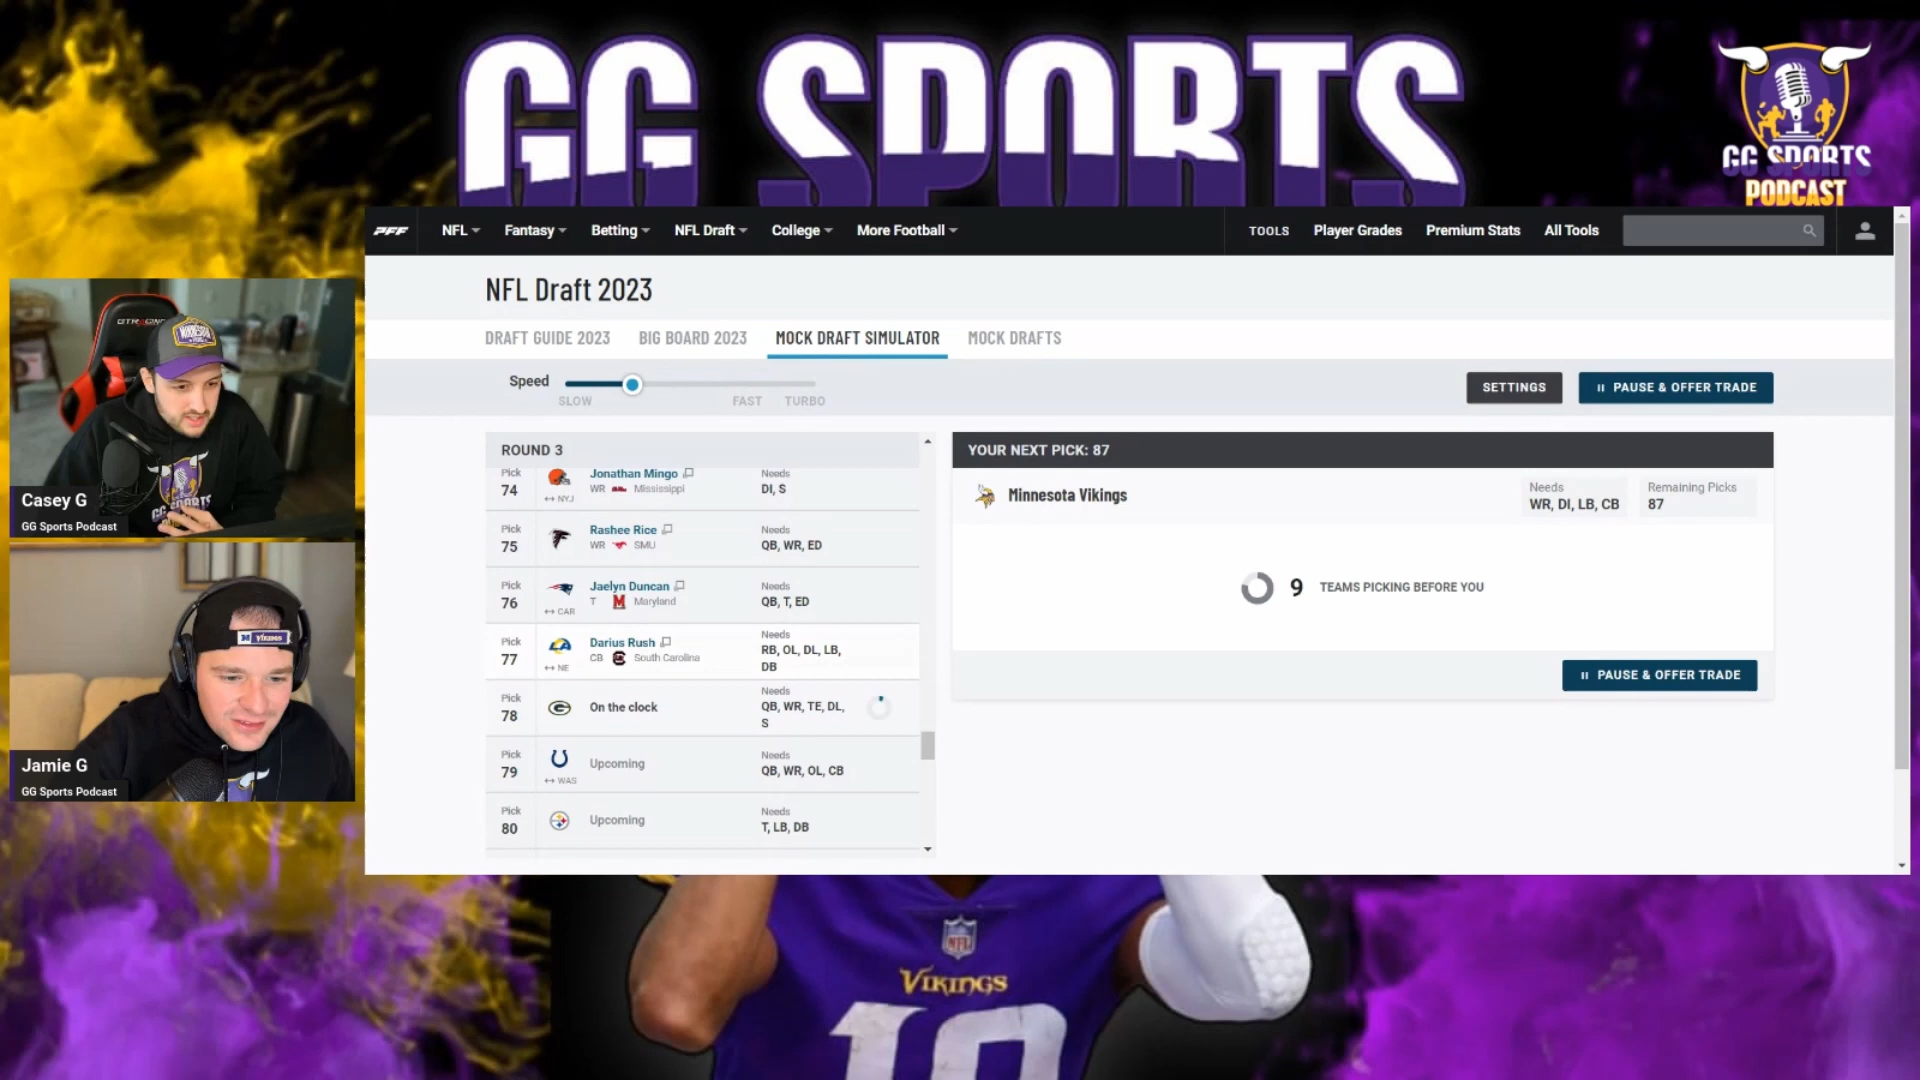 GG SPORTS
GG SPORTS
PODCAST
PFF NFL Fantasy Betting NFL Draft College More Football TOOLS Player Grades Premium Stats All Tools
NFL Draft 2023
DRAFT GUIDE 2023 BIG BOARD 2023 MOCK DRAFT SIMULATOR MOCK DRAFTS
Speed
SLOW FAST TURBO
SETTINGS PAUSE & OFFER TRADE
ROUND 3
Pick 74
↔ NYJ
Jonathan Mingo
WR Mississippi
Needs
DI, S
Pick 75
Rashee Rice
WR SMU
Needs
QB, WR, ED
Pick 76
↔ CAR
Jaelyn Duncan
T Maryland
Needs
QB, T, ED
Pick 77
↔ NE
Darius Rush
CB South Carolina
Needs
RB, OL, DL, LB,
DB
Pick 78
On the clock
Needs
QB, WR, TE, DL,
S
Pick 79
↔ WAS
Upcoming
Needs
QB, WR, OL, CB
Pick 80
Upcoming
Needs
T, LB, DB
YOUR NEXT PICK: 87
Minnesota Vikings
Needs
WR, DI, LB, CB
Remaining Picks
87
9 TEAMS PICKING BEFORE YOU
PAUSE & OFFER TRADE
GTRACING
MINNESOTA
Casey G
GG Sports Podcast
VIKINGS
Jamie G
GG Sports Podcast
NFL
VIKINGS